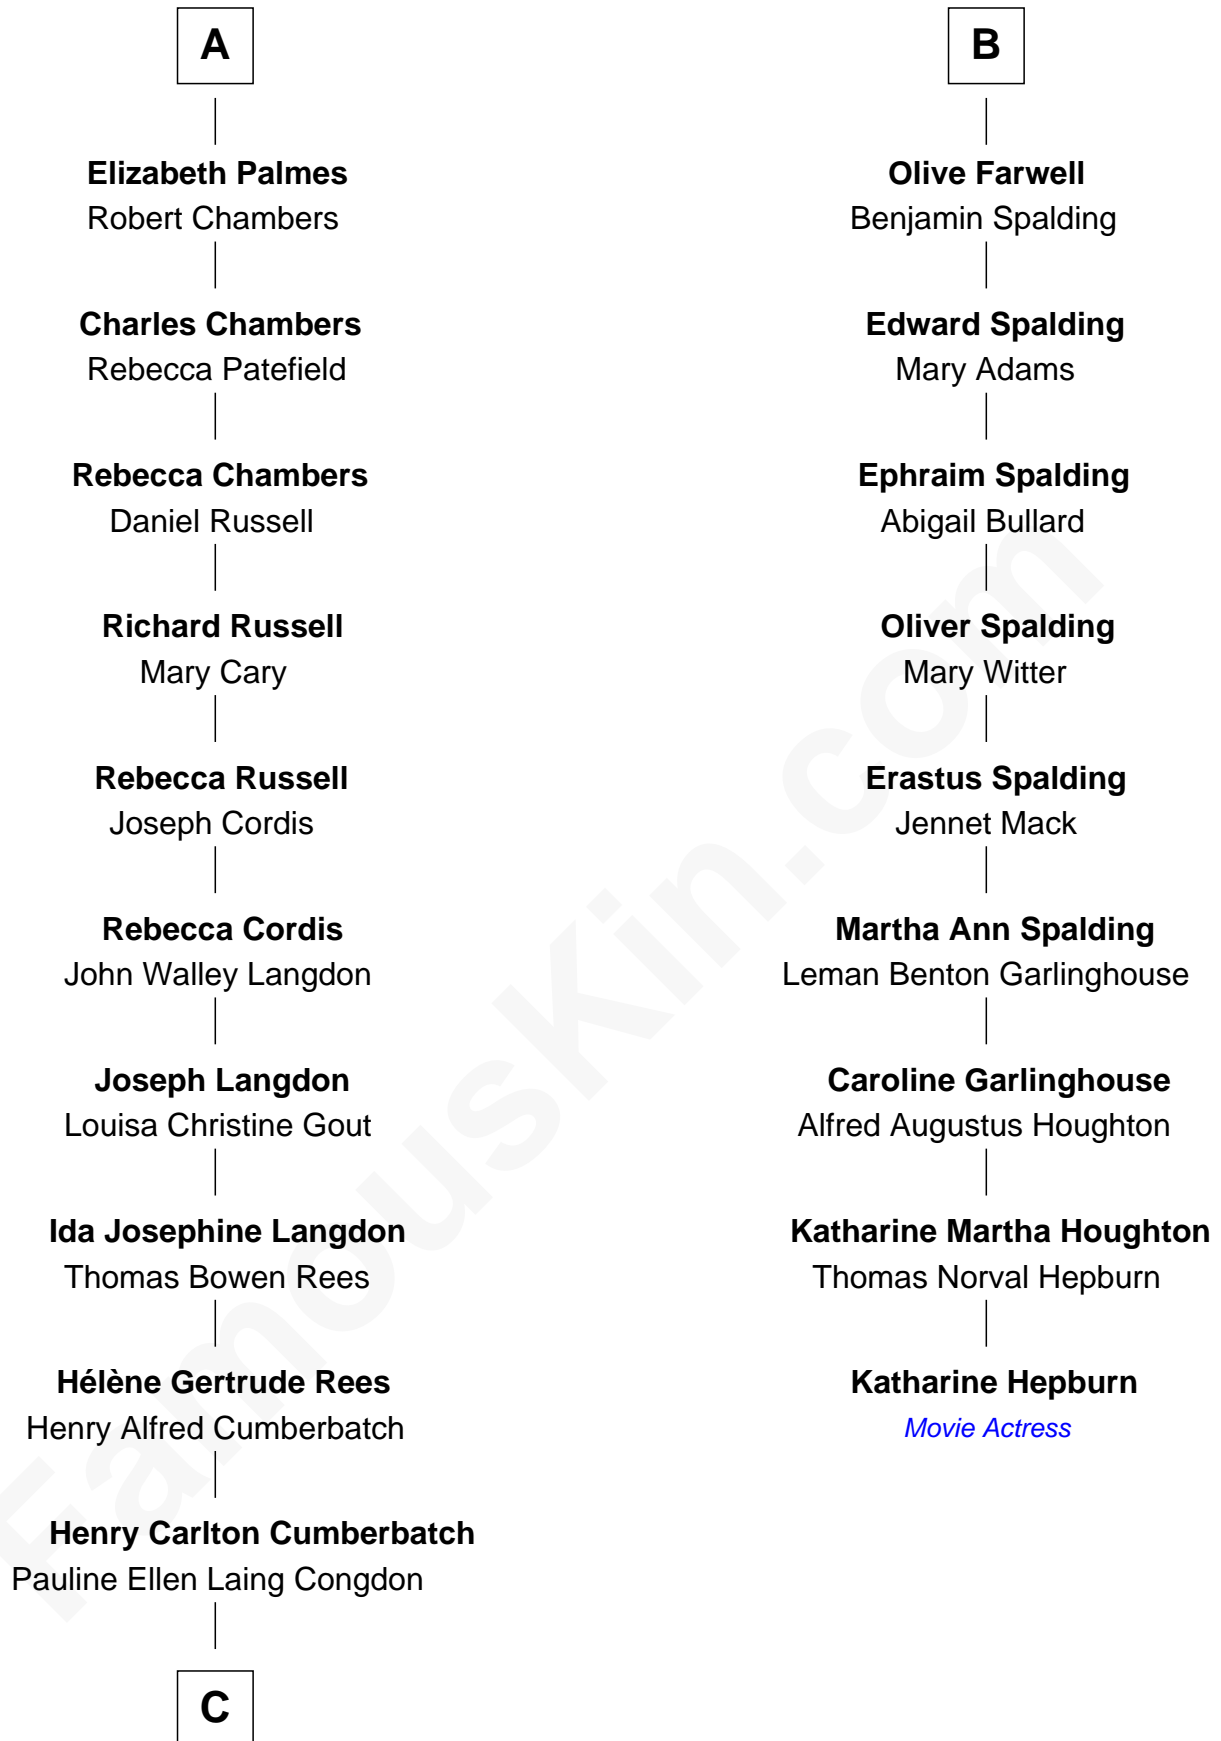 A
Elizabeth Palmes
Robert Chambers
Charles Chambers
Rebecca Patefield
Rebecca Chambers
Daniel Russell
Richard Russell
Mary Cary
Rebecca Russell
Joseph Cordis
Rebecca Cordis
John Walley Langdon
Joseph Langdon
Louisa Christine Gout
Ida Josephine Langdon
Thomas Bowen Rees
Hélène Gertrude Rees
Henry Alfred Cumberbatch
Henry Carlton Cumberbatch
Pauline Ellen Laing Congdon
C
B
Olive Farwell
Benjamin Spalding
Edward Spalding
Mary Adams
Ephraim Spalding
Abigail Bullard
Oliver Spalding
Mary Witter
Erastus Spalding
Jennet Mack
Martha Ann Spalding
Leman Benton Garlinghouse
Caroline Garlinghouse
Alfred Augustus Houghton
Katharine Martha Houghton
Thomas Norval Hepburn
Katharine Hepburn
Movie Actress
FamousKin.com